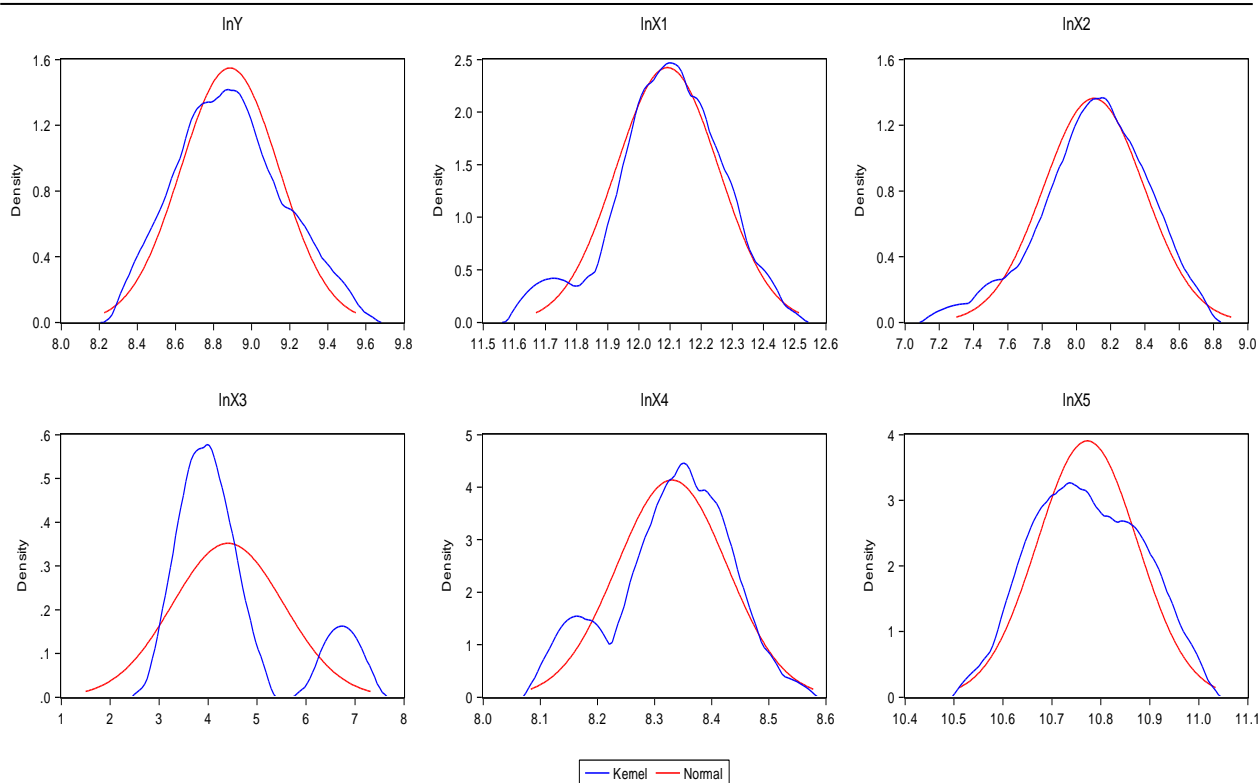 lnY lnX1 lnX2
Density
1.6
1.2
0.8
0.4
0.0
8.0 8.2 8.4 8.6 8.8 9.0 9.2 9.4 9.6 9.8
Density
2.5
2.0
1.5
1.0
0.5
0.0
11.5 11.6 11.7 11.8 11.9 12.0 12.1 12.2 12.3 12.4 12.5 12.6
Density
1.6
1.2
0.8
0.4
0.0
7.0 7.2 7.4 7.6 7.8 8.0 8.2 8.4 8.6 8.8 9.0
lnX3 lnX4 lnX5
Density
.6
.5
.4
.3
.2
.1
.0
1 2 3 4 5 6 7 8
Density
5
4
3
2
1
0
8.0 8.1 8.2 8.3 8.4 8.5 8.6
Density
4
3
2
1
0
10.4 10.5 10.6 10.7 10.8 10.9 11.0 11.1
Kernel Normal